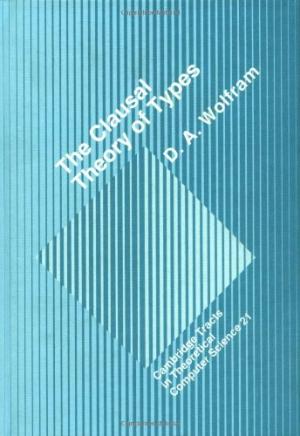 The Clausal
Theory of Types
D. A. Wolfram
Cambridge Tracts
in Theoretical
Computer Science 21